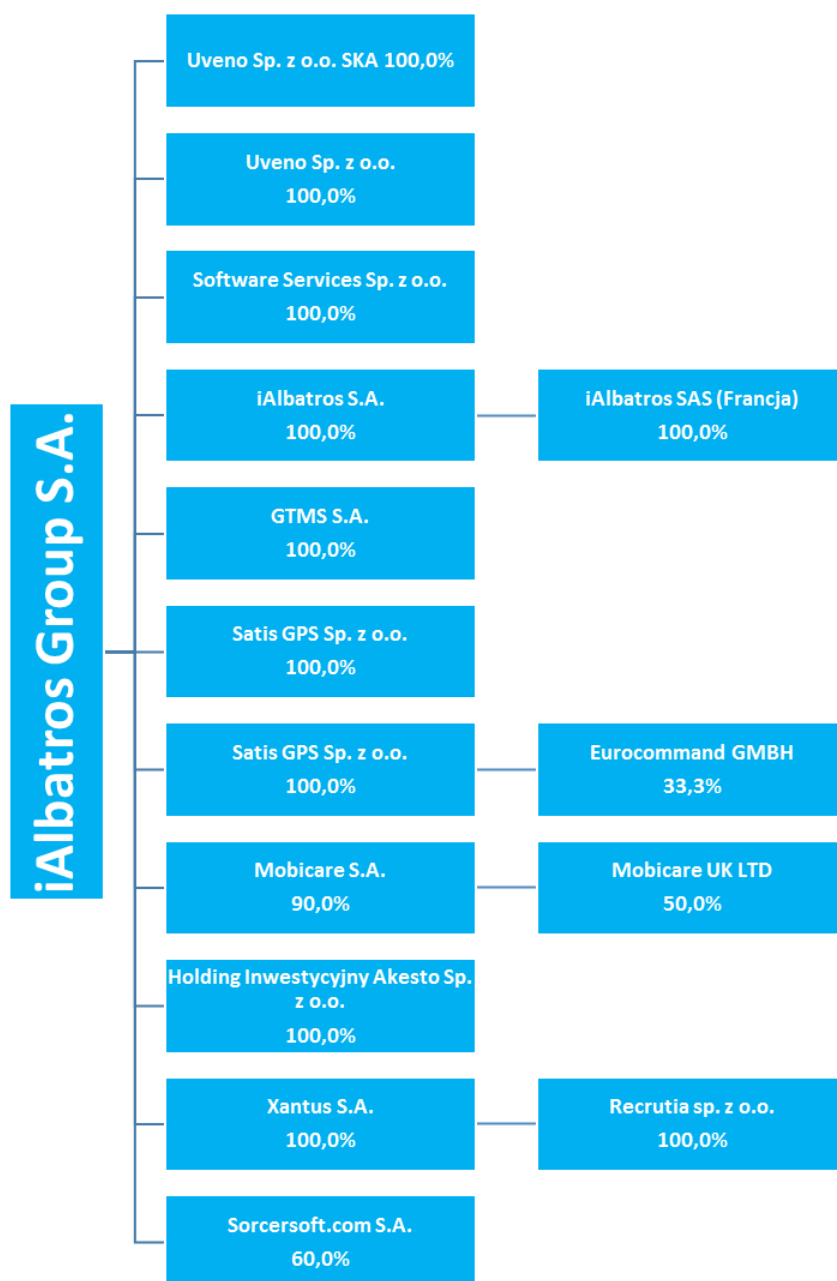 iAlbatros Group S.A.
Uveno Sp. z o.o. SKA 100,0%
Uveno Sp. z o.o.
100,0%
Software Services Sp. z o.o.
100,0%
iAlbatros S.A.
100,0%
iAlbatros SAS (Francja)
100,0%
GTMS S.A.
100,0%
Satis GPS Sp. z o.o.
100,0%
Satis GPS Sp. z o.o.
100,0%
Eurocommand GMBH
33,3%
Mobicare S.A.
90,0%
Mobicare UK LTD
50,0%
Holding Inwestycyjny Akesto Sp.
z o.o.
100,0%
Xantus S.A.
100,0%
Recrutia sp. z o.o.
100,0%
Sorcersoft.com S.A.
60,0%